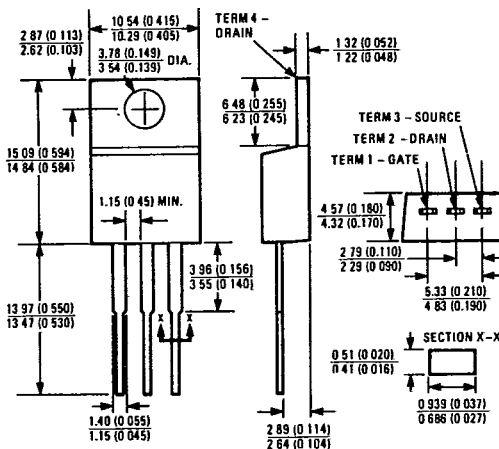 10 54 (0 415)
10.29 (0 405)
2 87 (0 113)
2.62 (0.103)
3.78 (0.149)
3 54 (0.139)
DIA.
TERM 4 -
DRAIN
1 32 (0 052)
1 22 (0 048)
6 48 (0 255)
6 23 (0 245)
TERM 3 - SOURCE
TERM 2 - DRAIN
TERM 1 - GATE
15 09 (0 594)
14 84 (0 584)
1.15 (0 45) MIN.
4 57 (0 180)
4 32 (0.170)
2 79 (0.110)
2 29 (0 090)
5.33 (0 210)
4 83 (0.190)
3 96 (0 156)
3 55 (0 140)
13 97 (0 550)
13 47 (0 530)
X X
SECTION X-X
0 51 (0 020)
0 41 (0 016)
0 939 (0 037)
0 686 (0 027)
1.40 (0 055)
1.15 (0 045)
2 89 (0 114)
2 64 (0 104)